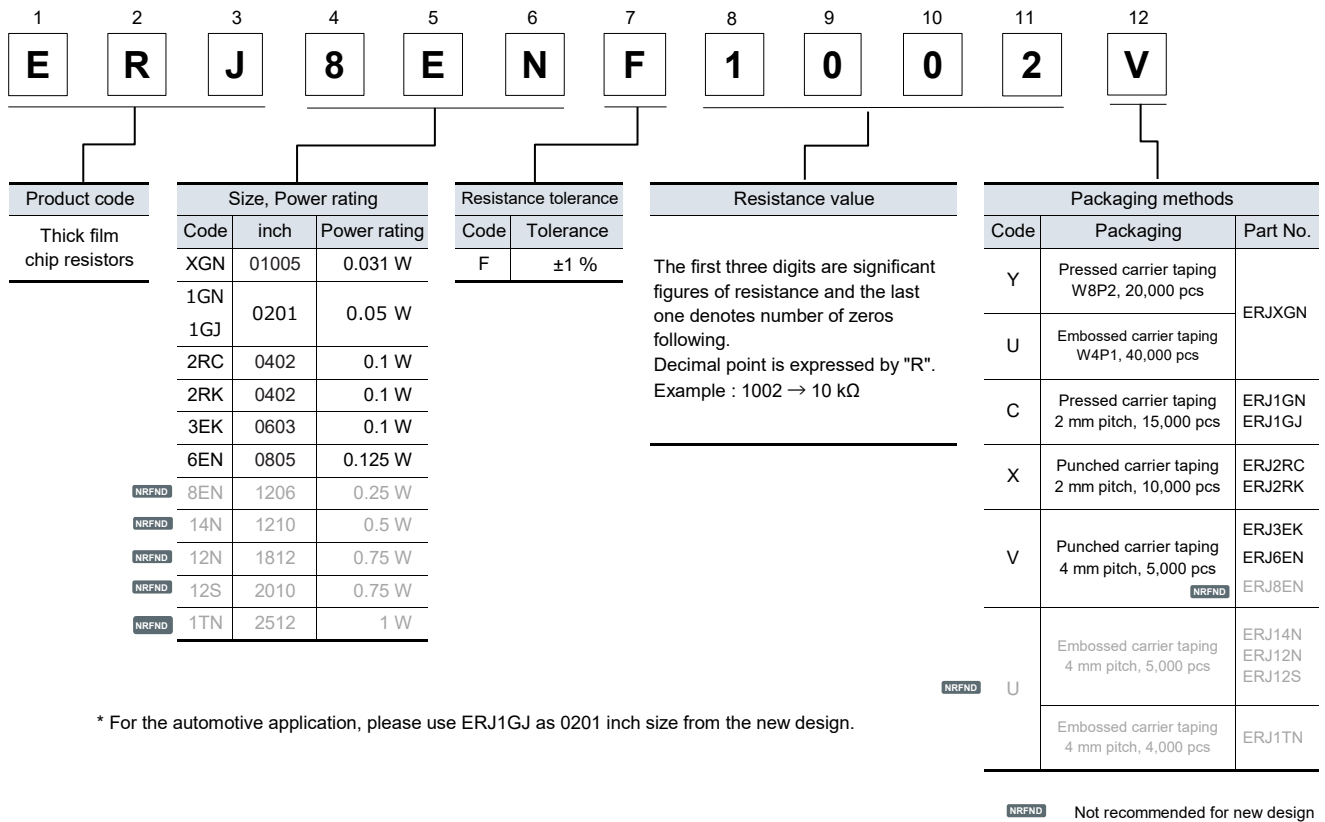 1 2 3 4 5 6 7 8 9 10 11 12
E R J 8 E N F 1 0 0 2 V
Product code
Thick film
chip resistors
Size, Power rating
Code inch Power rating
XGN 01005 0.031 W
1GN
1GJ
0201 0.05 W
2RC 0402 0.1 W
2RK 0402 0.1 W
3EK 0603 0.1 W
6EN 0805 0.125 W
NRFND 8EN 1206 0.25 W
NRFND 14N 1210 0.5 W
NRFND 12N 1812 0.75 W
NRFND 12S 2010 0.75 W
NRFND 1TN 2512 1 W
Resistance tolerance
Code Tolerance
F ±1 %
Resistance value
The first three digits are significant
figures of resistance and the last
one denotes number of zeros
following.
Decimal point is expressed by "R".
Example : 1002 → 10 kΩ
Packaging methods
Code Packaging Part No.
Y
Pressed carrier taping
W8P2, 20,000 pcs
ERJXGN
U
Embossed carrier taping
W4P1, 40,000 pcs
C
Pressed carrier taping
2 mm pitch, 15,000 pcs
ERJ1GN
ERJ1GJ
X
Punched carrier taping
2 mm pitch, 10,000 pcs
ERJ2RC
ERJ2RK
V
Punched carrier taping
4 mm pitch, 5,000 pcs
ERJ3EK
ERJ6EN
NRFND ERJ8EN
NRFND U
Embossed carrier taping
4 mm pitch, 5,000 pcs
ERJ14N
ERJ12N
ERJ12S
Embossed carrier taping
4 mm pitch, 4,000 pcs
ERJ1TN
* For the automotive application, please use ERJ1GJ as 0201 inch size from the new design.
NRFND Not recommended for new design